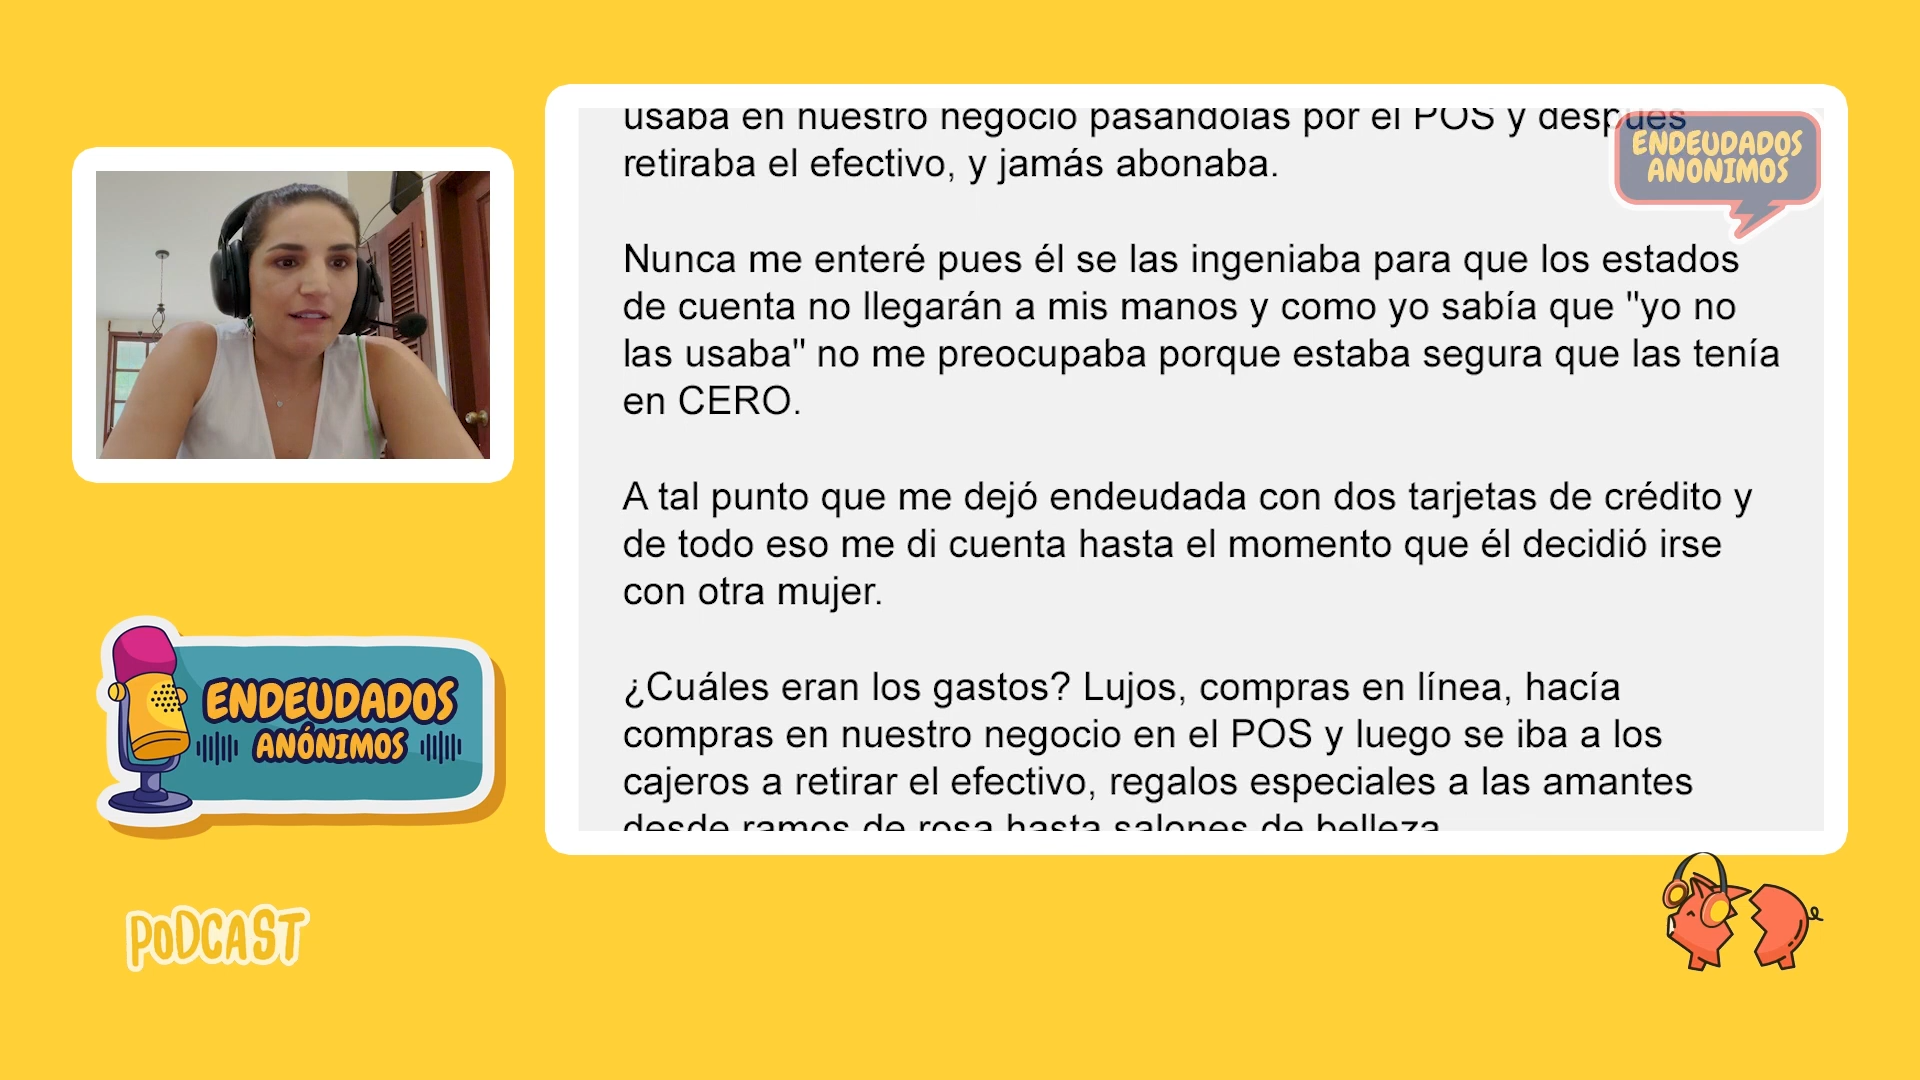 usaba en nuestro negocio pasándolas por el POS y después
retiraba el efectivo, y jamás abonaba.
Nunca me enteré pues él se las ingeniaba para que los estados
de cuenta no llegarán a mis manos y como yo sabía que "yo no
las usaba" no me preocupaba porque estaba segura que las tenía
en CERO.
A tal punto que me dejó endeudada con dos tarjetas de crédito y
de todo eso me di cuenta hasta el momento que él decidió irse
con otra mujer.
¿Cuáles eran los gastos? Lujos, compras en línea, hacía
compras en nuestro negocio en el POS y luego se iba a los
cajeros a retirar el efectivo, regalos especiales a las amantes
desde ramos de rosa hasta salones de belleza
ENDEUDADOS
ANÓNIMOS
ENDEUDADOS
ANÓNIMOS
PODCAST